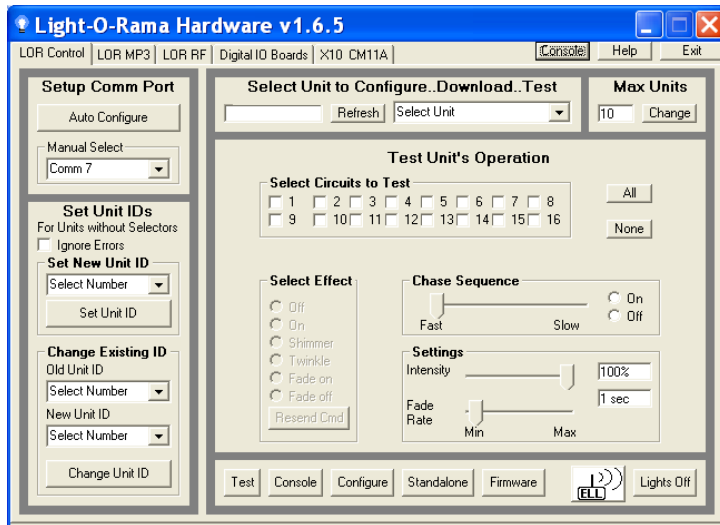 Light-O-Rama Hardware v1.6.5
LOR Control LOR MP3 LOR RF Digital IO Boards X10 CM11A Console Help Exit
Setup Comm Port
Auto Configure
Manual Select
Comm 7
Set Unit IDs
For Units without Selectors
Ignore Errors
Set New Unit ID
Select Number
Set Unit ID
Change Existing ID
Old Unit ID
Select Number
New Unit ID
Select Number
Change Unit ID
Select Unit to Configure..Download..Test
Refresh Select Unit
Max Units
10 Change
Test Unit's Operation
Select Circuits to Test
1 2 3 4 5 6 7 8
9 10 11 12 13 14 15 16
All
None
Select Effect
Off
On
Shimmer
Twinkle
Fade on
Fade off
Resend Cmd
Chase Sequence
Fast Slow
On
Off
Settings
Intensity 100%
1 sec
Fade
Rate
Min Max
Test Console Configure Standalone Firmware ELL Lights Off